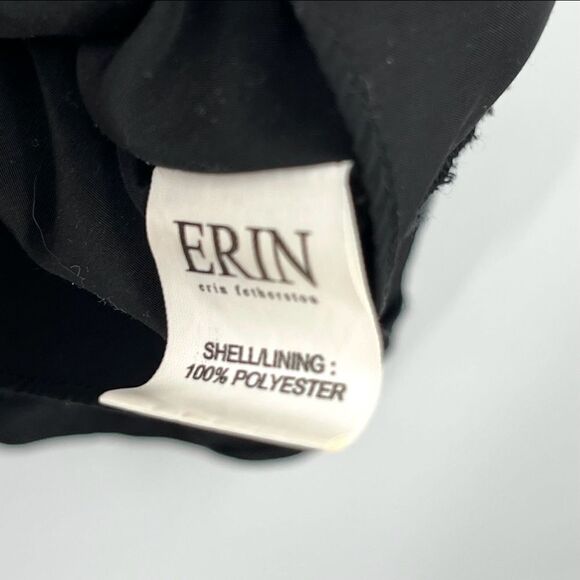 ERIN
erin fetherston
SHELL/LINING :
100% POLYESTER